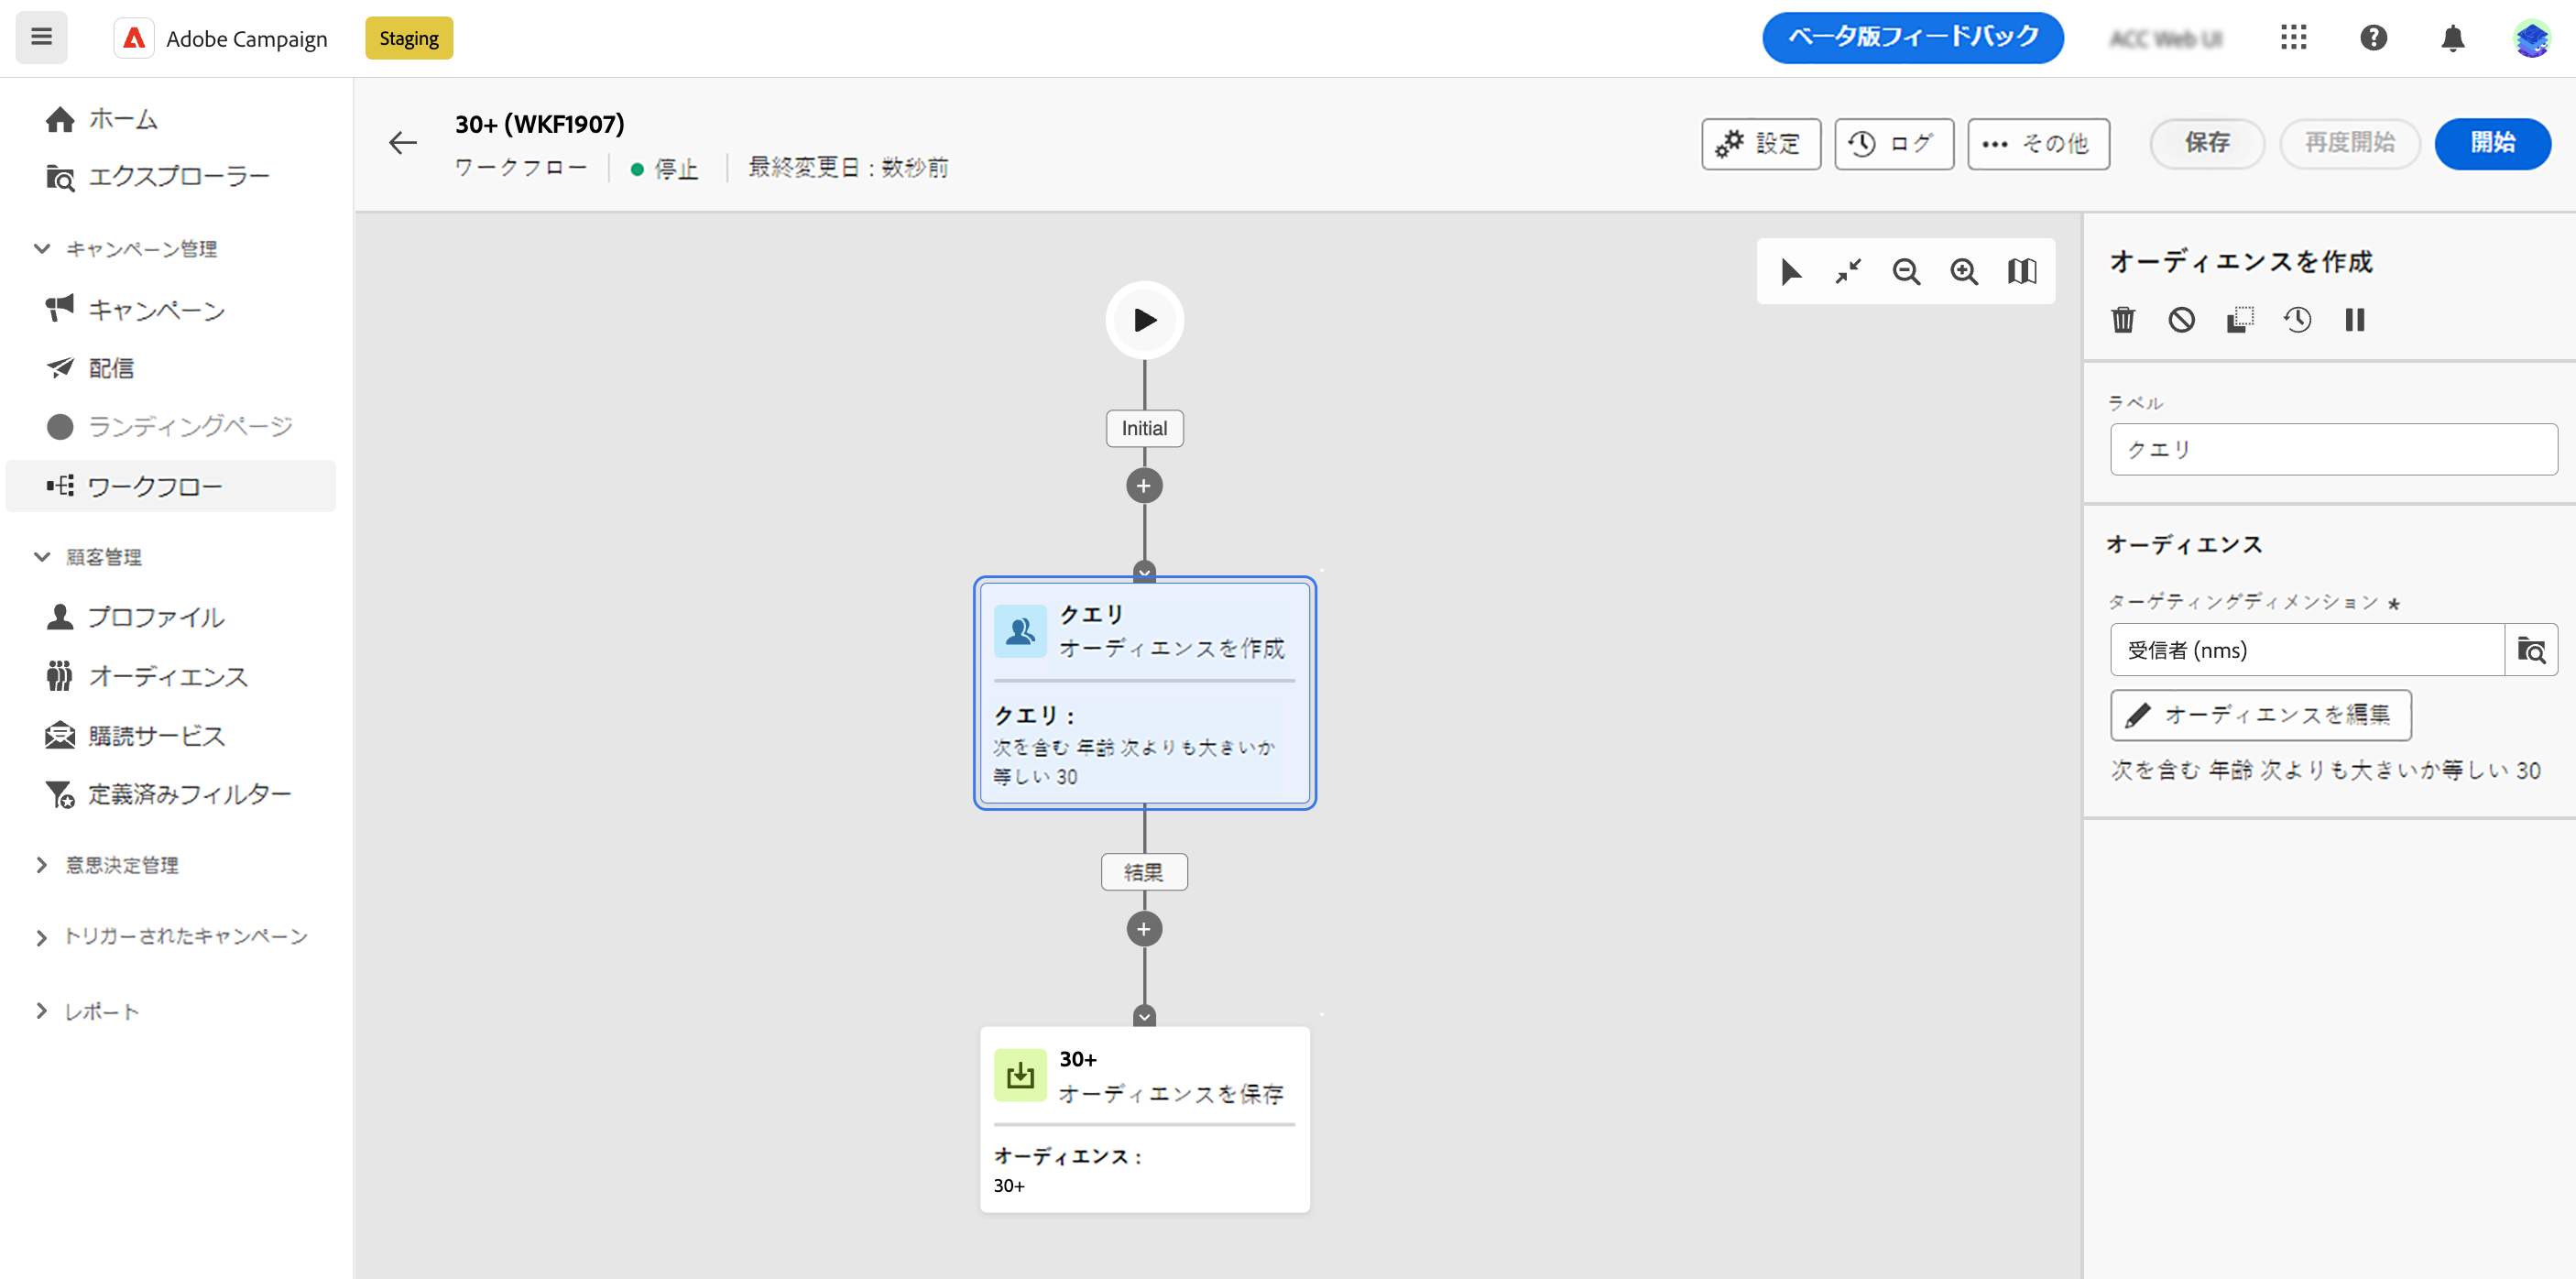 Adobe Campaign
Staging
ベータ版フィードバック
ACC Web UI
ホーム
エクスプローラー
キャンペーン管理
キャンペーン
配信
ランディングページ
ワークフロー
顧客管理
プロファイル
オーディエンス
購読サービス
定義済みフィルター
意思決定管理
トリガーされたキャンペーン
レポート
30+ (WKF1907)
ワークフロー
停止
最終変更日 : 数秒前
設定
ログ
その他
保存
再度開始
開始
Initial
クエリ
オーディエンスを作成
クエリ :
次を含む 年齢 次よりも大きいか
等しい 30
結果
30+
オーディエンスを保存
オーディエンス :
30+
オーディエンスを作成
ラベル
クエリ
オーディエンス
ターゲティングディメンション *
受信者 (nms)
オーディエンスを編集
次を含む 年齢 次よりも大きいか等しい 30